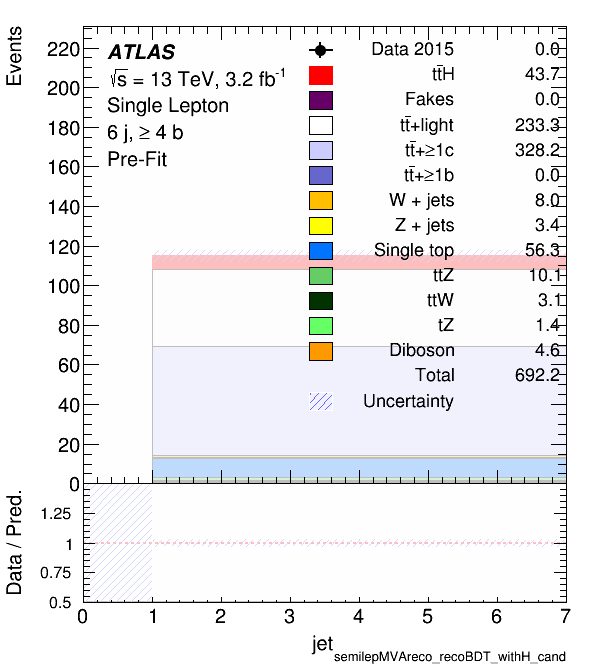 Events
ATLAS
√s = 13 TeV, 3.2 fb⁻¹
Single Lepton
6 j, ≥ 4 b
Pre-Fit
Data 2015 0.0
tt̄H 43.7
Fakes 0.0
tt̄+light 233.3
tt̄+≥1c 328.2
tt̄+≥1b 0.0
W + jets 8.0
Z + jets 3.4
Single top 56.3
ttZ 10.1
ttW 3.1
tZ 1.4
Diboson 4.6
Total 692.2
Uncertainty
220
200
180
160
140
120
100
80
60
40
20
0
Data / Pred.
1.25
1
0.75
0.5
0 1 2 3 4 5 6 7
jet
semilepMVAreco_recoBDT_withH_cand